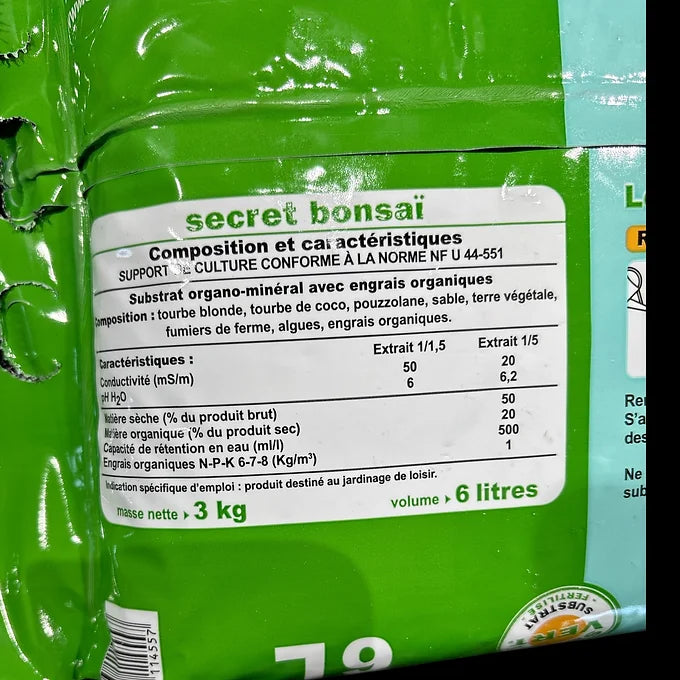 secret bonsaï
Composition et caractéristiques
SUPPORT DE CULTURE CONFORME À LA NORME NF U 44-551
Substrat organo-minéral avec engrais organiques
Composition : tourbe blonde, tourbe de coco, pouzzolane, sable, terre végétale,
fumiers de ferme, algues, engrais organiques.
Caractéristiques : Extrait 1/1,5 Extrait 1/5
Conductivité (mS/m) 50 20
pH H₂O 6 6,2
Matière sèche (% du produit brut) 50
Matière organique (% du produit sec) 20
Capacité de rétention en eau (ml/l) 500
Engrais organiques N-P-K 6-7-8 (Kg/m³) 1
Indication spécifique d'emploi : produit destiné au jardinage de loisir.
masse nette 3 kg volume 6 litres
114557
6L
SUBSTRAT
VERT
- FERTILISE -
L
R
Rer
S'a
des
Ne
sub